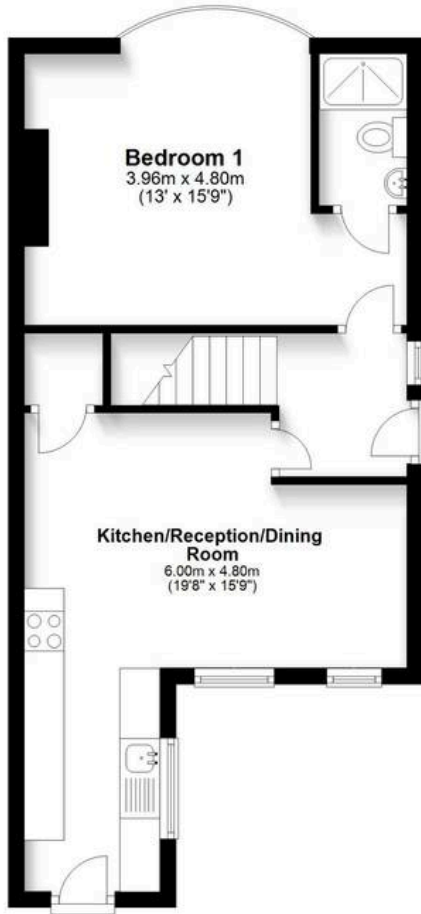 Bedroom 1
3.96m x 4.80m
(13' x 15'9")
Kitchen/Reception/Dining
Room
6.00m x 4.80m
(19'8" x 15'9")